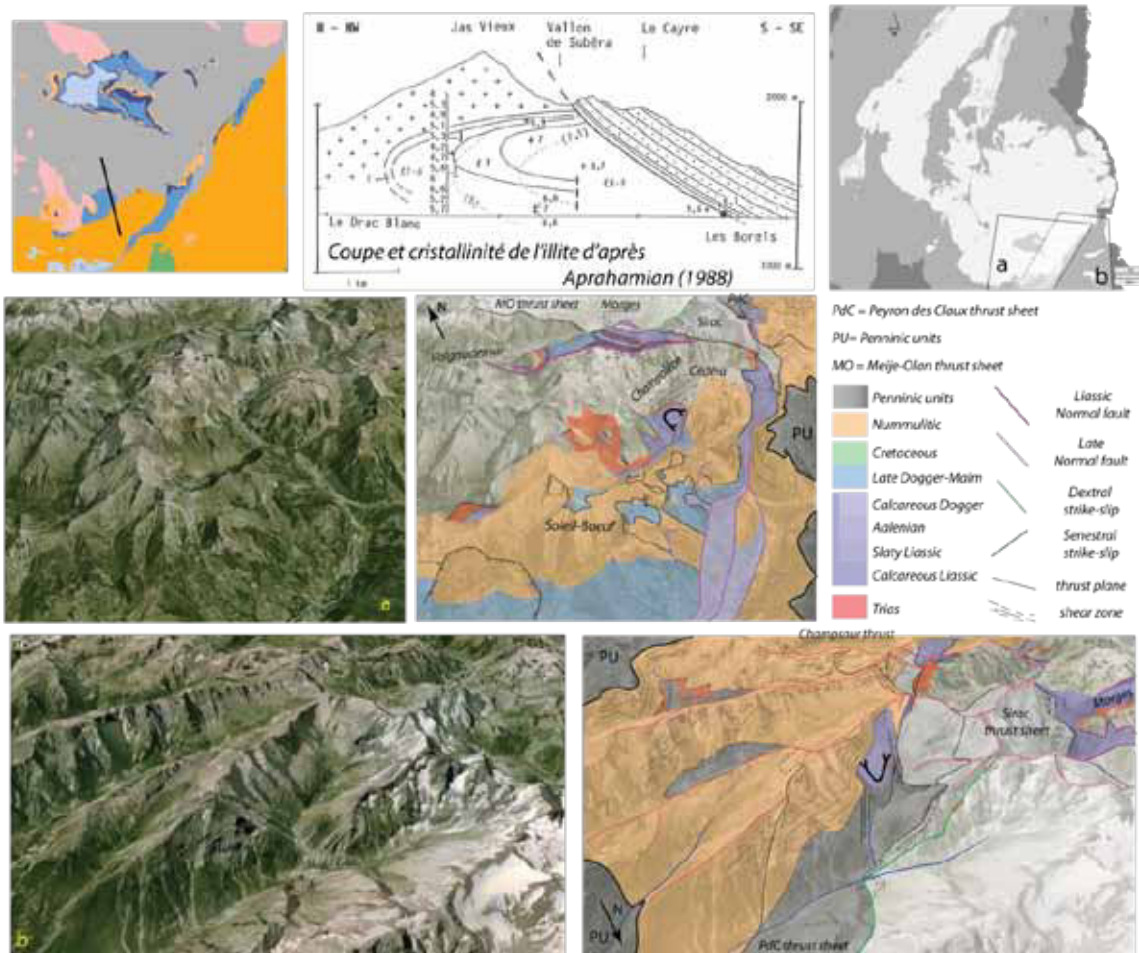 N - NW
Jas Vieux
Vallon
de Subéra
Le Cayre
S - SE
2000 m
Le Drac Blanc
Les Borels
1000 m
1 km
Coupe et cristallinité de l'illite d'après
Aprahamian (1988)
a
b
PdC = Peyron des Claux thrust sheet
PU= Penninic units
MO = Meije-Olan thrust sheet
Penninic units
Nummulitic
Cretaceous
Late Dogger-Malm
Calcareous Dogger
Aalenian
Slaty Liassic
Calcareous Liassic
Trias
Liassic
Normal fault
Late
Normal fault
Dextral
strike-slip
Senestral
strike-slip
thrust plane
shear zone
a
N
MO thrust sheet
Morges
PdC
Sirac
Champoléon
Cédéra
PU
Soleil-Boeuf
b
Champsaur thrust
PU
Morges
Sirac
thrust sheet
N
PU
PdC thrust sheet